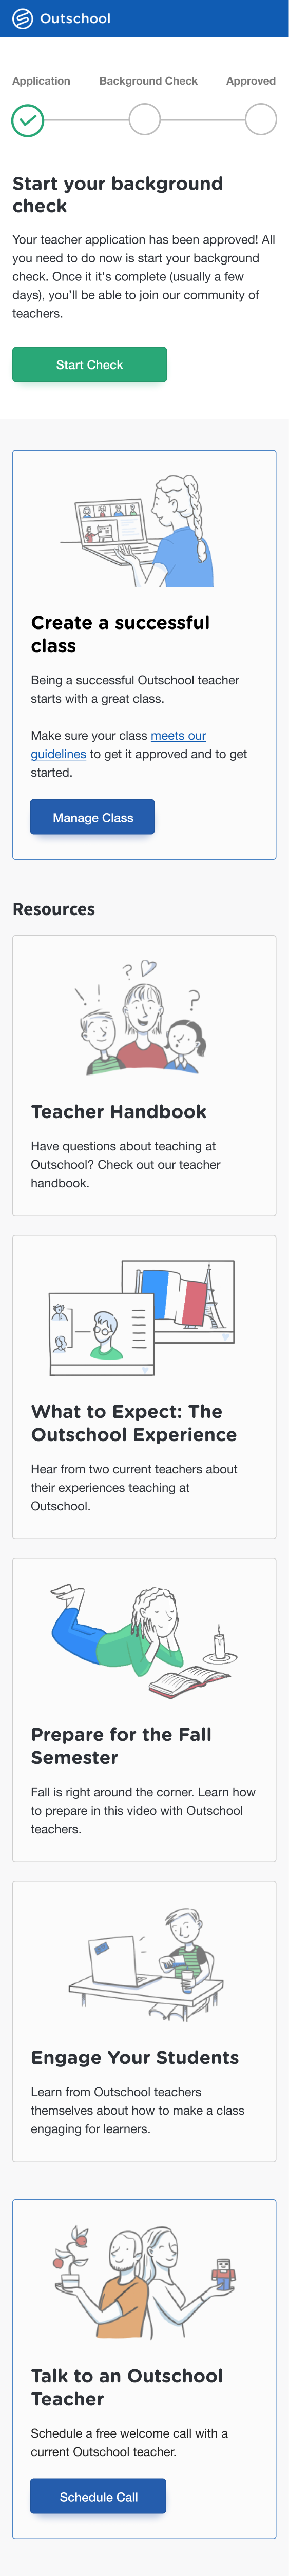 Outschool
Application Background Check Approved
Start your background
check
Your teacher application has been approved! All
you need to do now is start your background
check. Once it it's complete (usually a few
days), you'll be able to join our community of
teachers.
Start Check
Create a successful
class
Being a successful Outschool teacher
starts with a great class.
Make sure your class meets our
guidelines to get it approved and to get
started.
Manage Class
Resources
Teacher Handbook
Have questions about teaching at
Outschool? Check out our teacher
handbook.
What to Expect: The
Outschool Experience
Hear from two current teachers about
their experiences teaching at
Outschool.
Prepare for the Fall
Semester
Fall is right around the corner. Learn how
to prepare in this video with Outschool
teachers.
Engage Your Students
Learn from Outschool teachers
themselves about how to make a class
engaging for learners.
Talk to an Outschool
Teacher
Schedule a free welcome call with a
current Outschool teacher.
Schedule Call